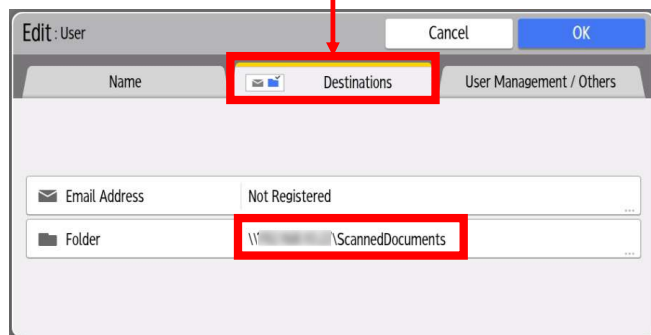 Edit : User
Cancel
OK
Name
Destinations
User Management / Others
Email Address
Not Registered
Folder
\\ \ScannedDocuments